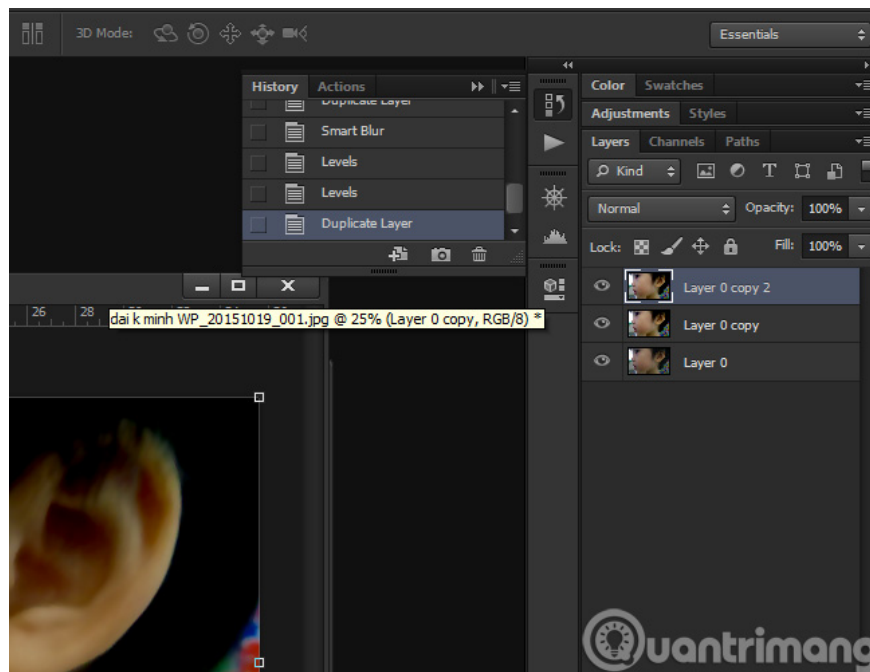 3D Mode:
Essentials
History Actions
Duplicate Layer
Smart Blur
Levels
Levels
Duplicate Layer
Color Swatches
Adjustments Styles
Layers Channels Paths
Kind
Normal Opacity: 100%
Lock: Fill: 100%
Layer 0 copy 2
Layer 0 copy
Layer 0
26 28
dai k minh WP_20151019_001.jpg @ 25% (Layer 0 copy, RGB/8) *
Quantrimang